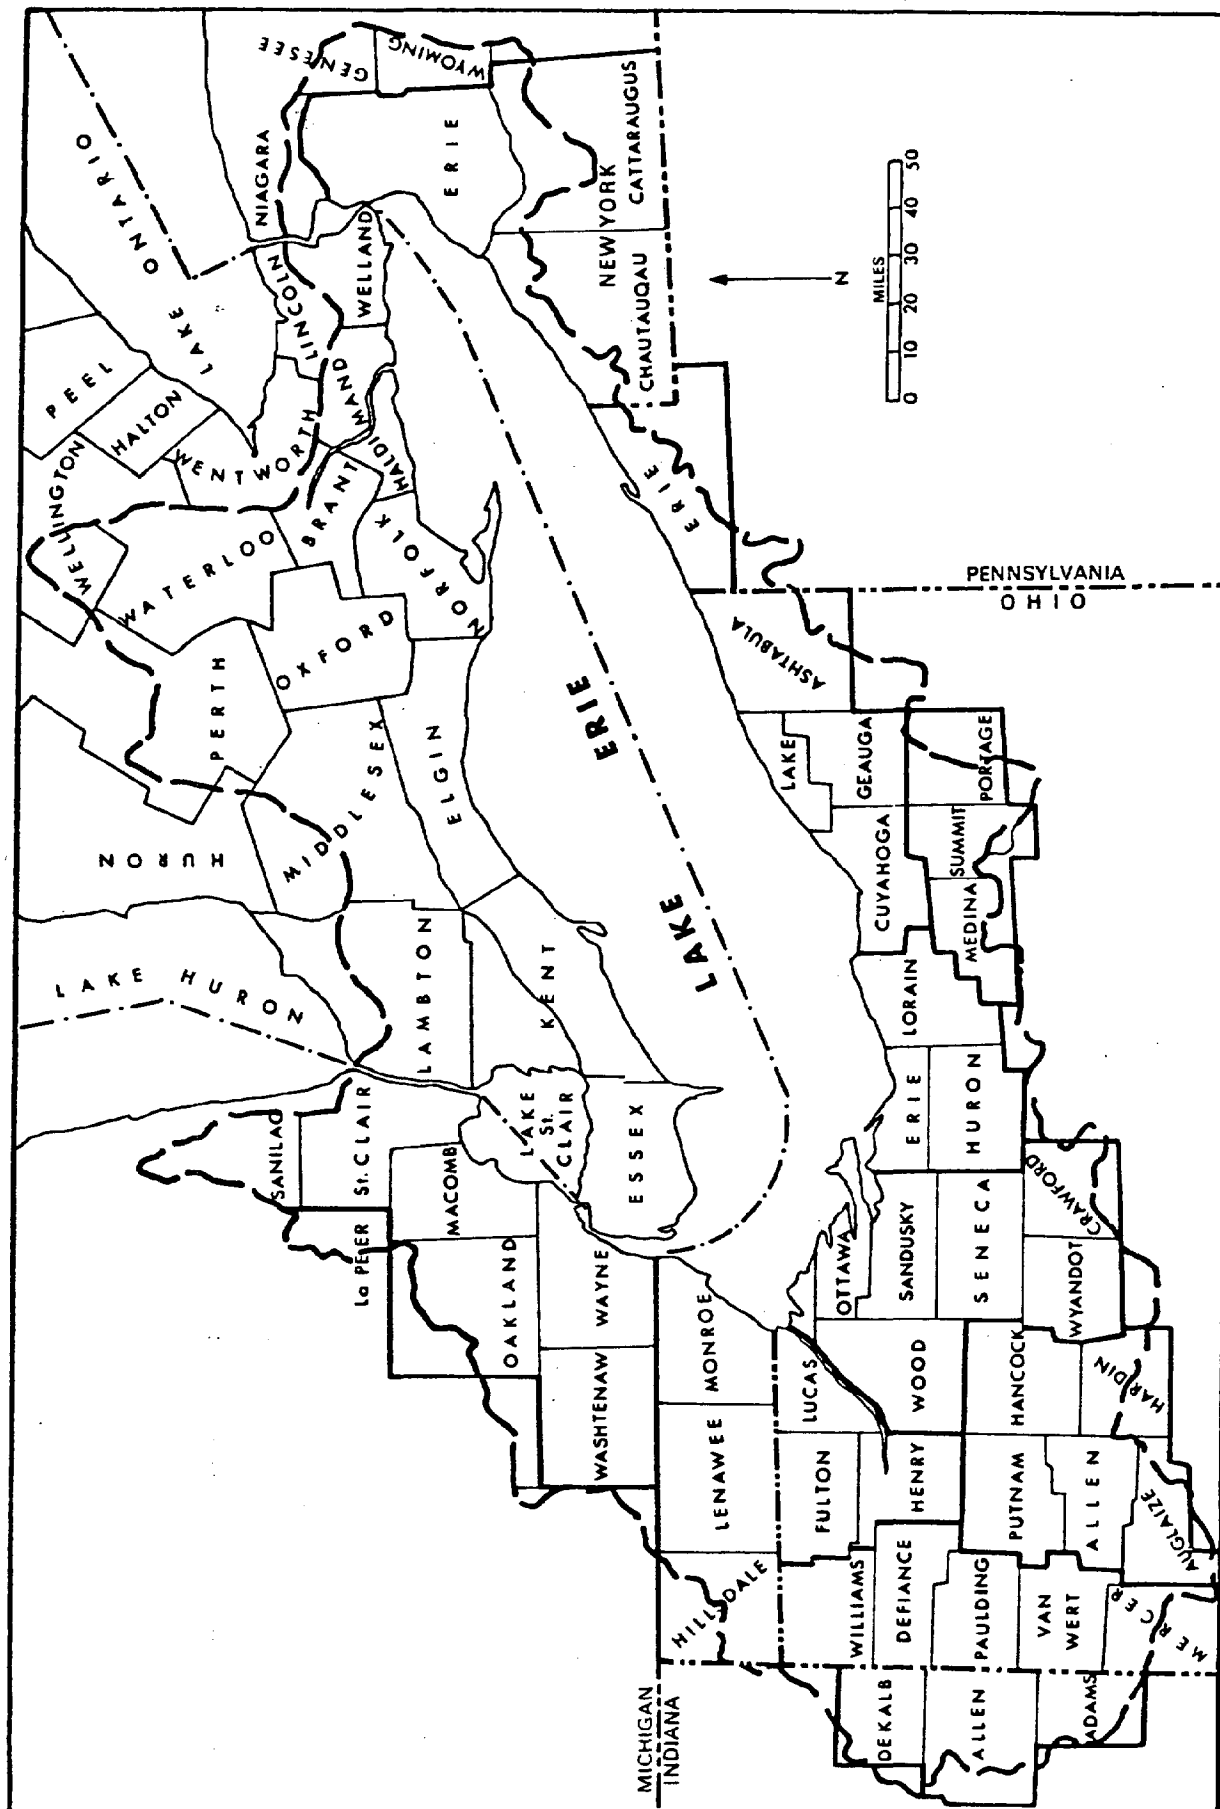 GENESEE
WYOMING
LAKE ONTARIO
NIAGARA
ERIE
CATTARAUGUS
NEW YORK
CHAUTAUQAU
LINCOLN
WELLAND
PEEL
HALTON
WENTWORTH
HALDIMAND
WELLINGTON
WATERLOO
BRANT
NORFOLK
OXFORD
PERTH
HURON
MIDDLESEX
ELGIN
LAKE HURON
LAMBTON
KENT
LAKE
St.
CLAIR
ESSEX
LAKE ERIE
N
MILES
0 10 20 30 40 50
ERIE
PENNSYLVANIA
OHIO
ASHTABULA
LAKE
GEAUGA
PORTAGE
CUYAHOGA
SUMMIT
MEDINA
LORAIN
ERIE
HURON
SANILAC
St. CLAIR
La PEER
MACOMB
OAKLAND
WAYNE
WASHTENAW
MONROE
LENAWEE
HILLSDALE
OTTAWA
SANDUSKY
SENECA
CRAWFORD
WYANDOT
LUCAS
WOOD
HANCOCK
HARDIN
FULTON
HENRY
PUTNAM
ALLEN
AUGLAIZE
WILLIAMS
DEFIANCE
PAULDING
VAN
WERT
MERCER
MICHIGAN
INDIANA
DEKALB
ALLEN
ADAMS